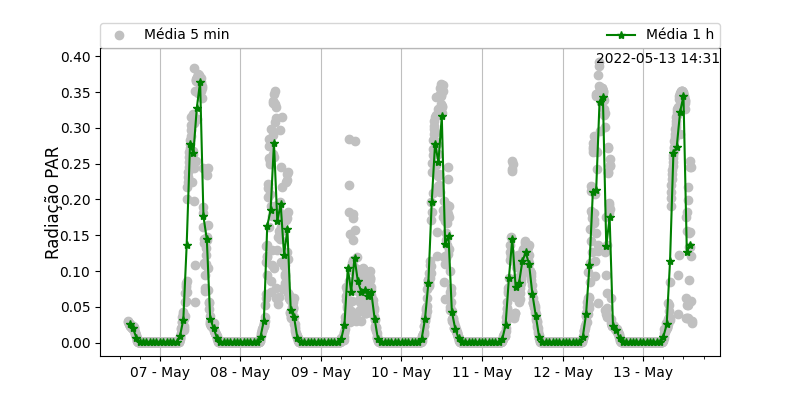 Média 5 min
Média 1 h
2022-05-13 14:31
0.40
0.35
0.30
0.25
0.20
0.15
0.10
0.05
0.00
Radiação PAR
07 - May
08 - May
09 - May
10 - May
11 - May
12 - May
13 - May